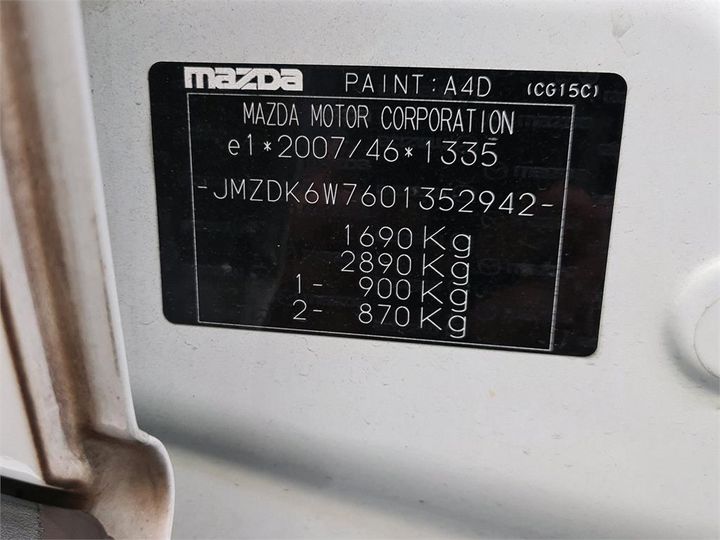 mazda PAINT:A4D (CG15C)
MAZDA MOTOR CORPORATION
e1*2007/46*1335
-JMZDK6W7601352942-
1690Kg
2890Kg
1- 900Kg
2- 870Kg